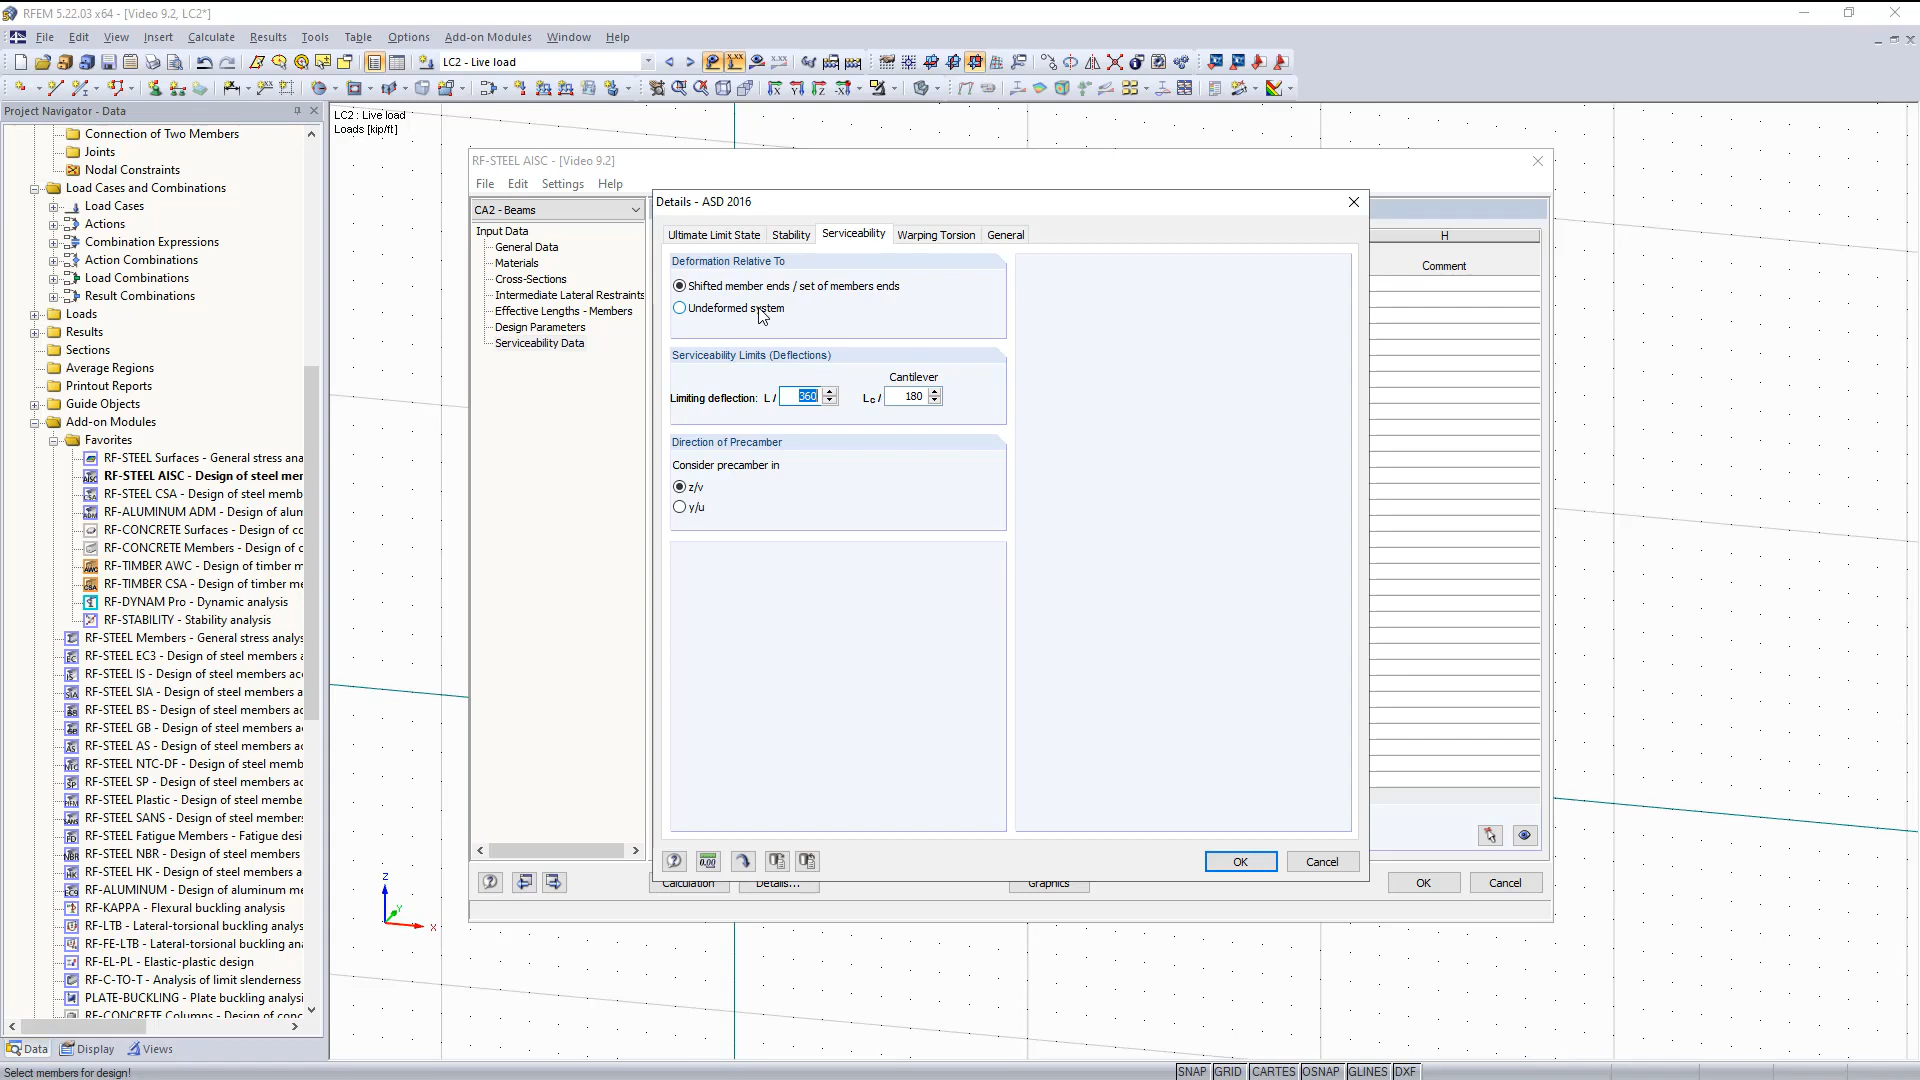 RFEM 5.22.03 x64 - [Video 9.2, LC2*]
File Edit View Insert Calculate Results Tools Table Options Add-on Modules Window Help
LC2 - Live load
Project Navigator - Data
Connection of Two Members
Joints
Nodal Constraints
Load Cases and Combinations
Load Cases
Actions
Combination Expressions
Action Combinations
Load Combinations
Result Combinations
Loads
Results
Sections
Average Regions
Printout Reports
Guide Objects
Add-on Modules
Favorites
RF-STEEL Surfaces - General stress ana
RF-STEEL AISC - Design of steel mer
RF-STEEL CSA - Design of steel memb
RF-ALUMINUM ADM - Design of alur
RF-CONCRETE Surfaces - Design of cc
RF-CONCRETE Members - Design of c
RF-TIMBER AWC - Design of timber m
RF-TIMBER CSA - Design of timber me
RF-DYNAM Pro - Dynamic analysis
RF-STABILITY - Stability analysis
RF-STEEL Members - General stress analys
RF-STEEL EC3 - Design of steel members a
RF-STEEL IS - Design of steel members acc
RF-STEEL SIA - Design of steel members a
RF-STEEL BS - Design of steel members ac
RF-STEEL GB - Design of steel members ac
RF-STEEL AS - Design of steel members ac
RF-STEEL NTC-DF - Design of steel membe
RF-STEEL SP - Design of steel members ac
RF-STEEL Plastic - Design of steel membe
RF-STEEL SANS - Design of steel members
RF-STEEL Fatigue Members - Fatigue desi
RF-STEEL NBR - Design of steel members
RF-STEEL HK - Design of steel members a
RF-ALUMINUM - Design of aluminum me
RF-KAPPA - Flexural buckling analysis
RF-LTB - Lateral-torsional buckling analys
RF-FE-LTB - Lateral-torsional buckling ana
RF-EL-PL - Elastic-plastic design
RF-C-TO-T - Analysis of limit slenderness
PLATE-BUCKLING - Plate buckling analysi
RF-CONCRETE Columns - Design of conc
Data Display Views
Select members for design!
LC2 : Live load
Loads [kip/ft]
Z
Y
X
RF-STEEL AISC - [Video 9.2]
File Edit Settings Help
CA2 - Beams
Input Data
General Data
Materials
Cross-Sections
Intermediate Lateral Restraints
Effective Lengths - Members
Design Parameters
Serviceability Data
H
Comment
Calculation Details... Graphics OK Cancel
Details - ASD 2016
Ultimate Limit State Stability Serviceability Warping Torsion General
Deformation Relative To
Shifted member ends / set of members ends
Undeformed system
Serviceability Limits (Deflections)
Cantilever
Limiting deflection: L / 360 Lc / 180
Direction of Precamber
Consider precamber in
z/v
y/u
OK Cancel
SNAP GRID CARTES OSNAP GLINES DXF